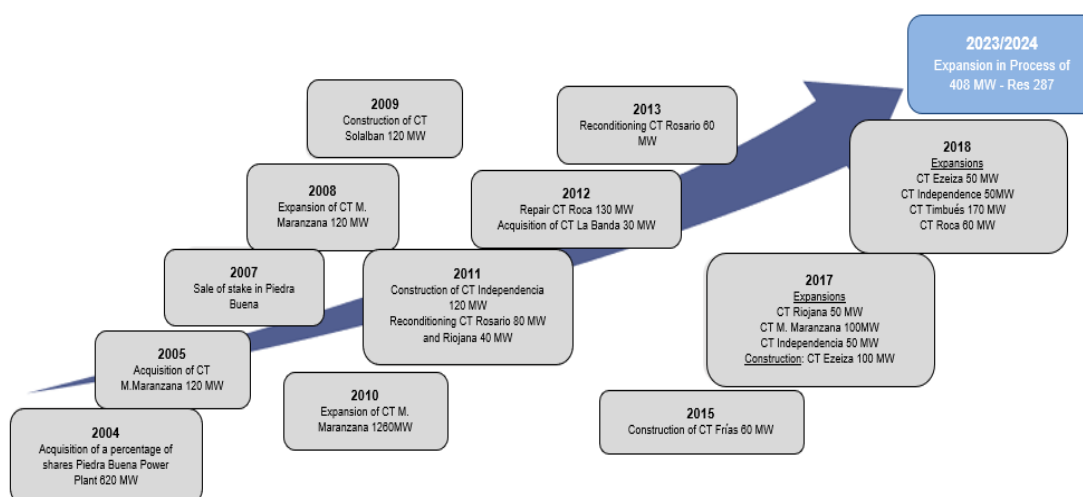 2023/2024
Expansion in Process of
408 MW - Res 287
2009
Construction of CT
Solalban 120 MW
2013
Reconditioning CT Rosario 60
MW
2018
Expansions
CT Ezeiza 50 MW
CT Independence 50MW
CT Timbués 170 MW
CT Roca 60 MW
2008
Expansion of CT M.
Maranzana 120 MW
2012
Repair CT Roca 130 MW
Acquisition of CT La Banda 30 MW
2007
Sale of stake in Piedra
Buena
2011
Construction of CT Independencia
120 MW
Reconditioning CT Rosario 80 MW
and Riojana 40 MW
2017
Expansions
CT Riojana 50 MW
CT M. Maranzana 100MW
CT Independencia 50 MW
Construction: CT Ezeiza 100 MW
2005
Acquisition of CT
M.Maranzana 120 MW
2010
Expansion of CT M.
Maranzana 1260MW
2015
Construction of CT Frías 60 MW
2004
Acquisition of a percentage of
shares Piedra Buena Power
Plant 620 MW